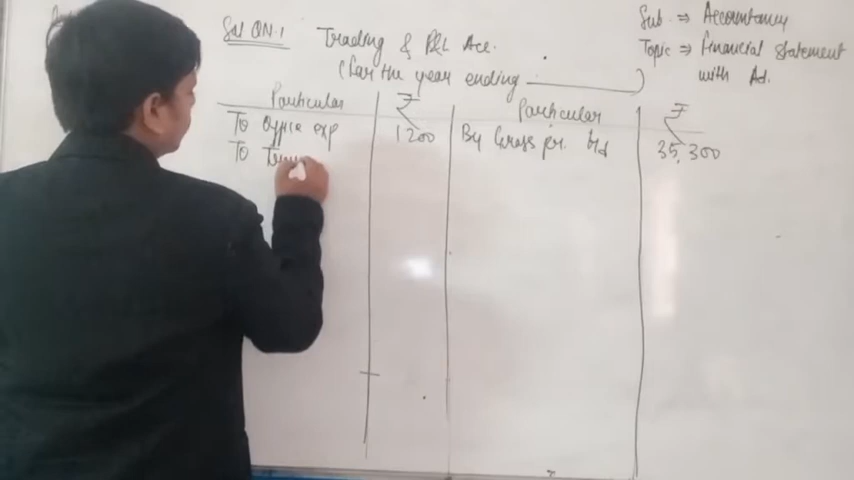 Sol QN.1
Trading & P&L Acc.
(For the year ending ________)
Sub. ⇒ Accountancy
Topic ⇒ Financial Statement
with Ad.
Particular ₹ Particular ₹
To Office exp 1200 By Gross pr. b/d 35,300
To